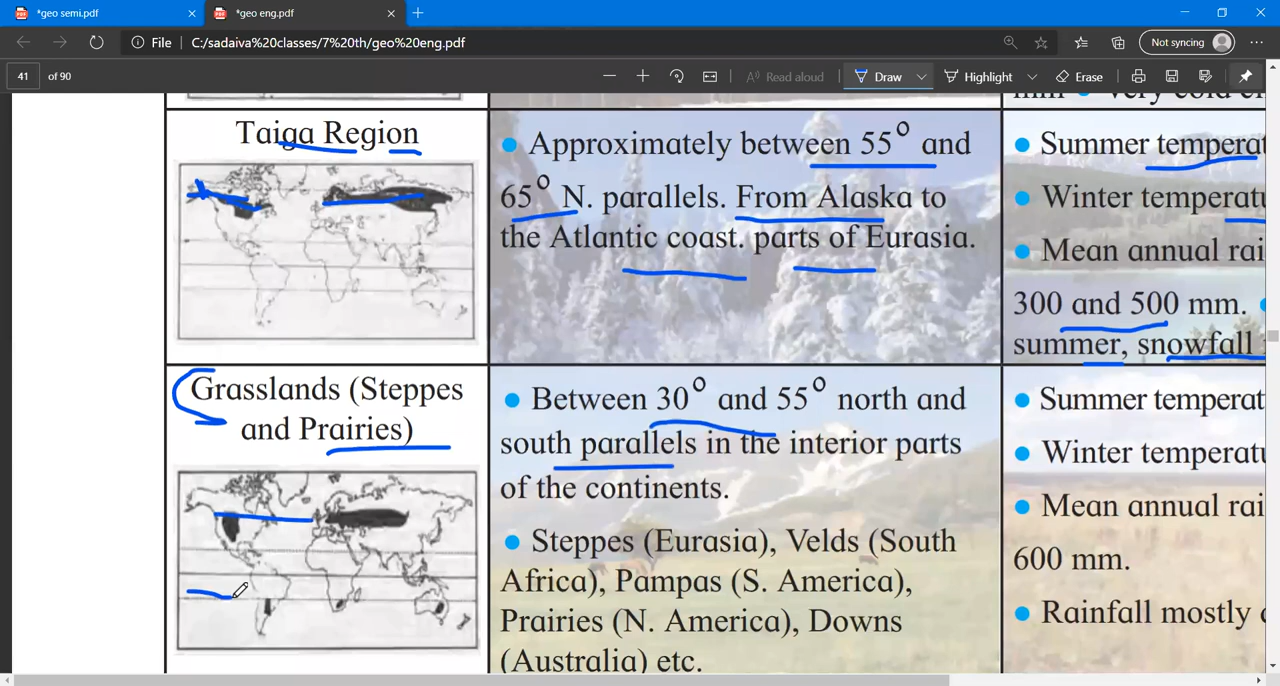 *geo semi.pdf
*geo eng.pdf
File
C:/sadaiva%20classes/7%20th/geo%20eng.pdf
Not syncing
41 of 90
Read aloud
Draw
Highlight
Erase
Taiga Region
Approximately between 55° and
65° N. parallels. From Alaska to
the Atlantic coast. parts of Eurasia.
Summer temperat
Winter temperatu
Mean annual rai
300 and 500 mm.
summer, snowfall
Grasslands (Steppes
and Prairies)
Between 30° and 55° north and
south parallels in the interior parts
of the continents.
Steppes (Eurasia), Velds (South
Africa), Pampas (S. America),
Prairies (N. America), Downs
(Australia) etc.
Summer temperat
Winter temperatu
Mean annual rai
600 mm.
Rainfall mostly